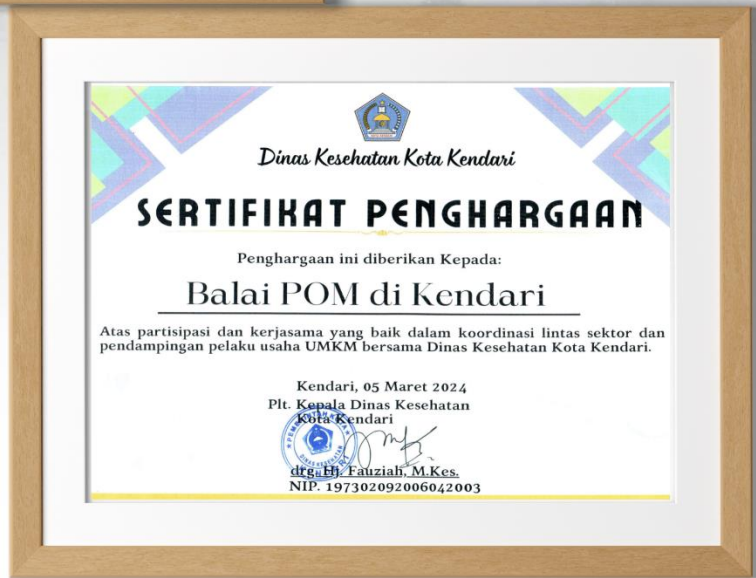 Dinas Kesehatan Kota Kendari
SERTIFIKAT PENGHARGAAN
Penghargaan ini diberikan Kepada:
Balai POM di Kendari
Atas partisipasi dan kerjasama yang baik dalam koordinasi lintas sektor dan
pendampingan pelaku usaha UMKM bersama Dinas Kesehatan Kota Kendari.
Kendari, 05 Maret 2024
Plt. Kepala Dinas Kesehatan
Kota Kendari
drg. Hj. Fauziah, M.Kes.
NIP. 197302092006042003